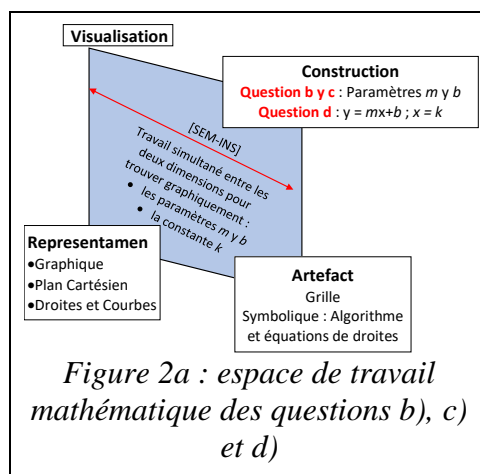 Visualisation
Construction
Question b y c : Paramètres m y b
Question d : y = mx+b ; x = k
[SEM-INS]
Travail simultané entre les
deux dimensions pour
trouver graphiquement :
• les paramètres m y b
• la constante k
Representamen
•Graphique
•Plan Cartésien
•Droites et Courbes
Artefact
Grille
Symbolique : Algorithme
et équations de droites
Figure 2a : espace de travail
mathématique des questions b), c)
et d)